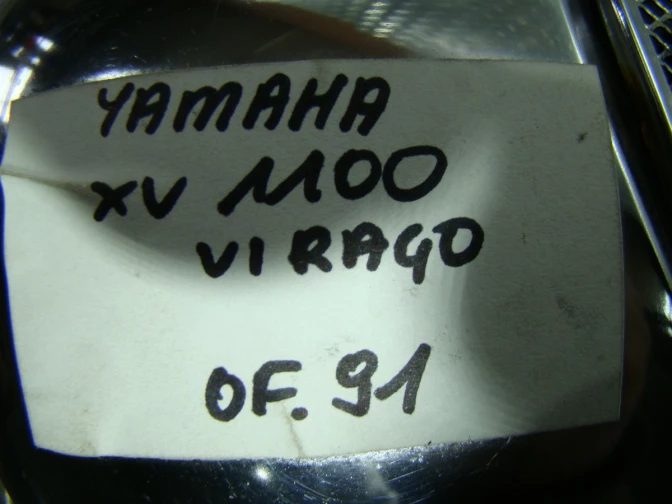 YAMAHA
XV 1100
VIRAGO
OF. 91